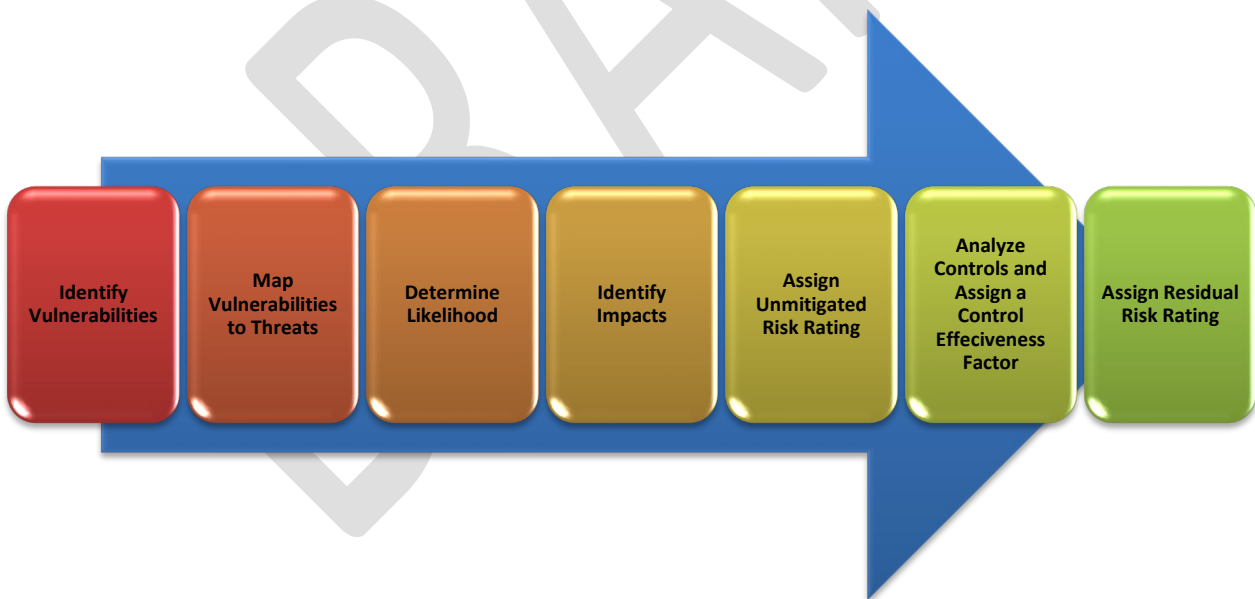 Identify
Vulnerabilities
Map
Vulnerabilities
to Threats
Determine
Likelihood
Identify
Impacts
Assign
Unmitigated
Risk Rating
Analyze
Controls and
Assign a
Control
Effeciveness
Factor
Assign Residual
Risk Rating